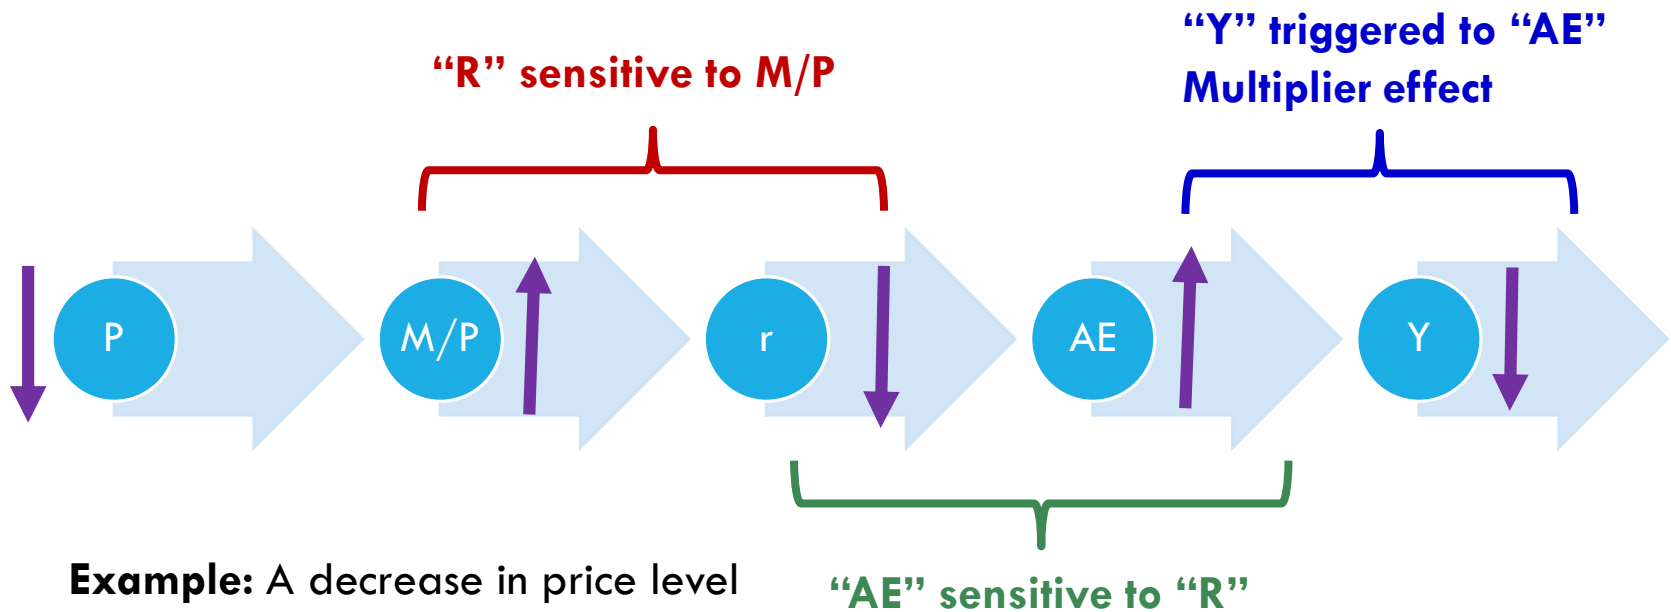 “Y” triggered to “AE”
Multiplier effect
“R” sensitive to M/P
P
M/P
r
AE
Y
Example: A decrease in price level
“AE” sensitive to “R”